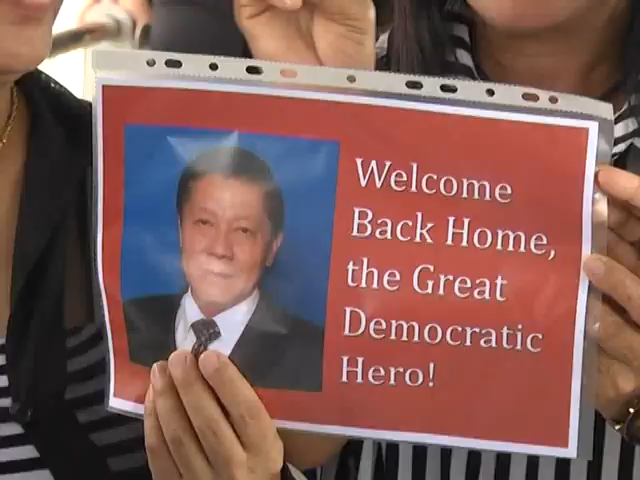 Welcome
Back Home,
the Great
Democratic
Hero!